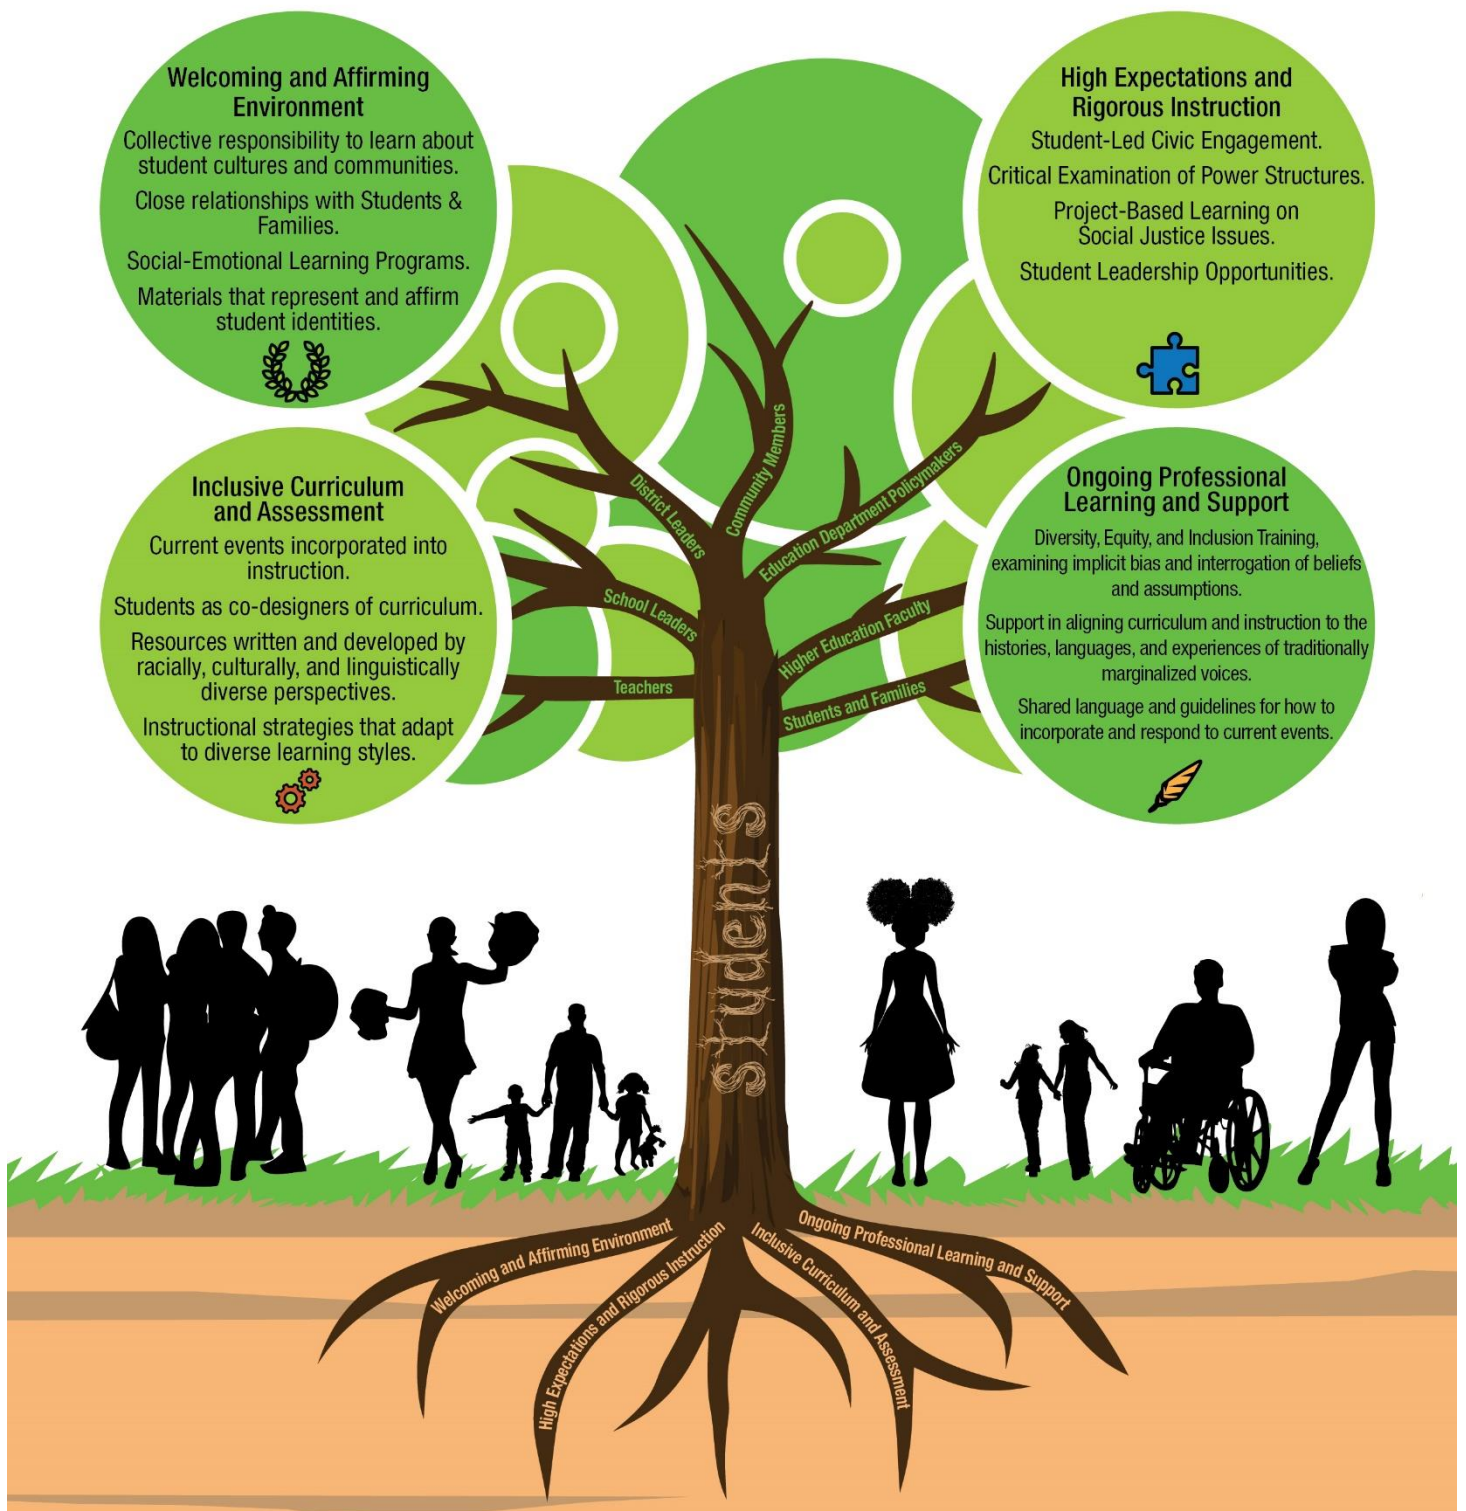 Welcoming and Affirming
Environment
Collective responsibility to learn about
student cultures and communities.
Close relationships with Students &
Families.
Social-Emotional Learning Programs.
Materials that represent and affirm
student identities.
High Expectations and
Rigorous Instruction
Student-Led Civic Engagement.
Critical Examination of Power Structures.
Project-Based Learning on
Social Justice Issues.
Student Leadership Opportunities.
Inclusive Curriculum
and Assessment
Current events incorporated into
instruction.
Students as co-designers of curriculum.
Resources written and developed by
racially, culturally, and linguistically
diverse perspectives.
Instructional strategies that adapt
to diverse learning styles.
Ongoing Professional
Learning and Support
Diversity, Equity, and Inclusion Training,
examining implicit bias and interrogation of beliefs
and assumptions.
Support in aligning curriculum and instruction to the
histories, languages, and experiences of traditionally
marginalized voices.
Shared language and guidelines for how to
incorporate and respond to current events.
District Leaders
Community Members
Education Department Policymakers
School Leaders
Higher Education Faculty
Teachers
Students and Families
students
Welcoming and Affirming Environment
High Expectations and Rigorous Instruction
Inclusive Curriculum and Assessment
Ongoing Professional Learning and Support